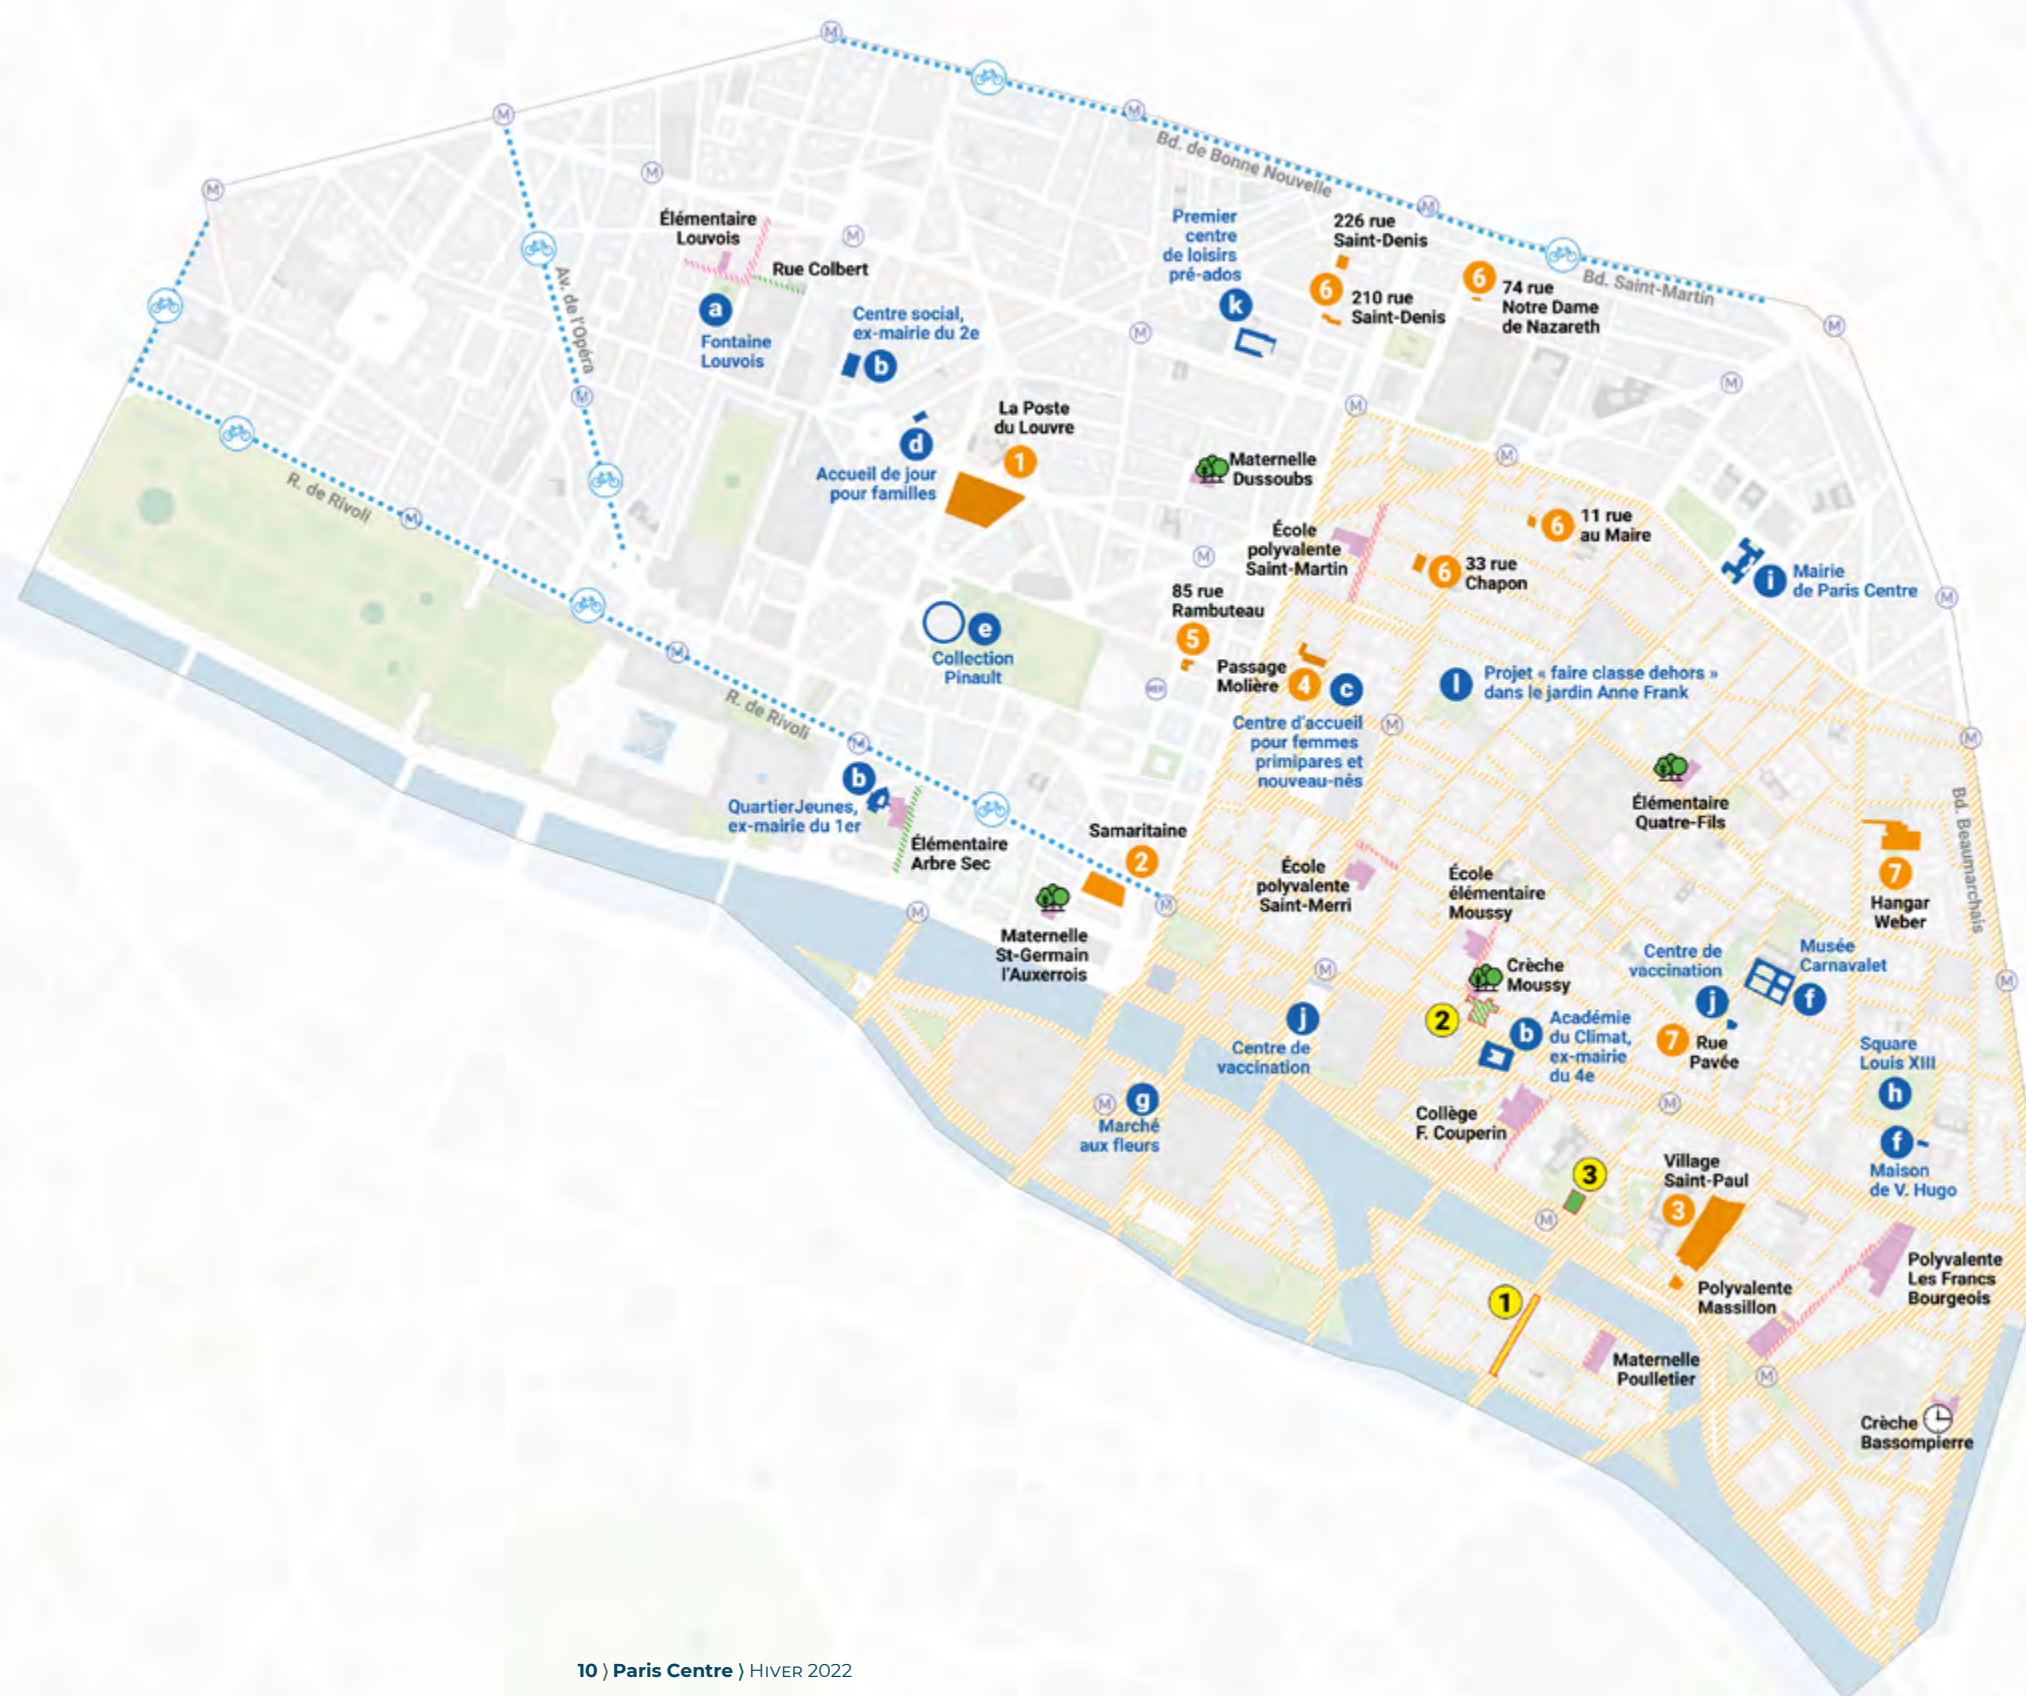 Bd. de Bonne Nouvelle
Élémentaire
Louvois
Rue Colbert
a
Fontaine
Louvois
Av. de l'Opéra
Centre social,
ex-mairie du 2e
b
Premier
centre
de loisirs
pré-ados
k
226 rue
Saint-Denis
6
210 rue
Saint-Denis
6
74 rue
Notre Dame
de Nazareth
Bd. Saint-Martin
La Poste
du Louvre
1
d
Accueil de jour
pour familles
R. de Rivoli
Maternelle
Dussoubs
École
polyvalente
Saint-Martin
6
11 rue
au Maire
6
33 rue
Chapon
i
Mairie
de Paris Centre
85 rue
Rambuteau
5
e
Collection
Pinault
Passage
Molière
4
c
Centre d'accueil
pour femmes
primipares et
nouveau-nés
l
Projet « faire classe dehors »
dans le jardin Anne Frank
R. de Rivoli
b
QuartierJeunes,
ex-mairie du 1er
Élémentaire
Arbre Sec
Samaritaine
2
Maternelle
St-Germain
l'Auxerrois
Élémentaire
Quatre-Fils
Bd. Beaumarchais
7
Hangar
Weber
École
polyvalente
Saint-Merri
École
élémentaire
Moussy
Crèche
Moussy
2
b
Académie
du Climat,
ex-mairie
du 4e
Centre de
vaccination
j
7
Rue
Pavée
Musée
Carnavalet
f
j
Centre de
vaccination
Square
Louis XIII
h
f
Maison
de V. Hugo
M
g
Marché
aux fleurs
Collège
F. Couperin
3
Village
Saint-Paul
3
Polyvalente
Massillon
Polyvalente
Les Francs
Bourgeois
1
Maternelle
Poulletier
Crèche
Bassompierre
10 ⟩ Paris Centre ⟩ HIVER 2022